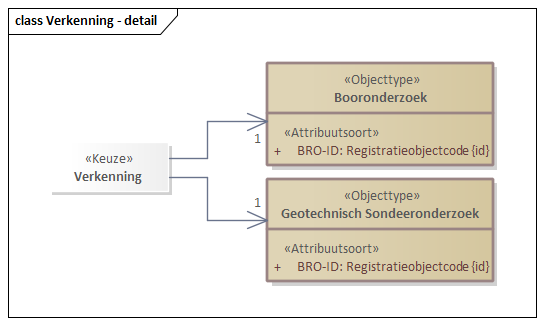 class Verkenning - detail
«Objecttype»
Booronderzoek
«Attribuutsoort»
+ BRO-ID: Registratieobjectcode {id}
1
«Keuze»
Verkenning
1
«Objecttype»
Geotechnisch Sondeeronderzoek
«Attribuutsoort»
+ BRO-ID: Registratieobjectcode {id}